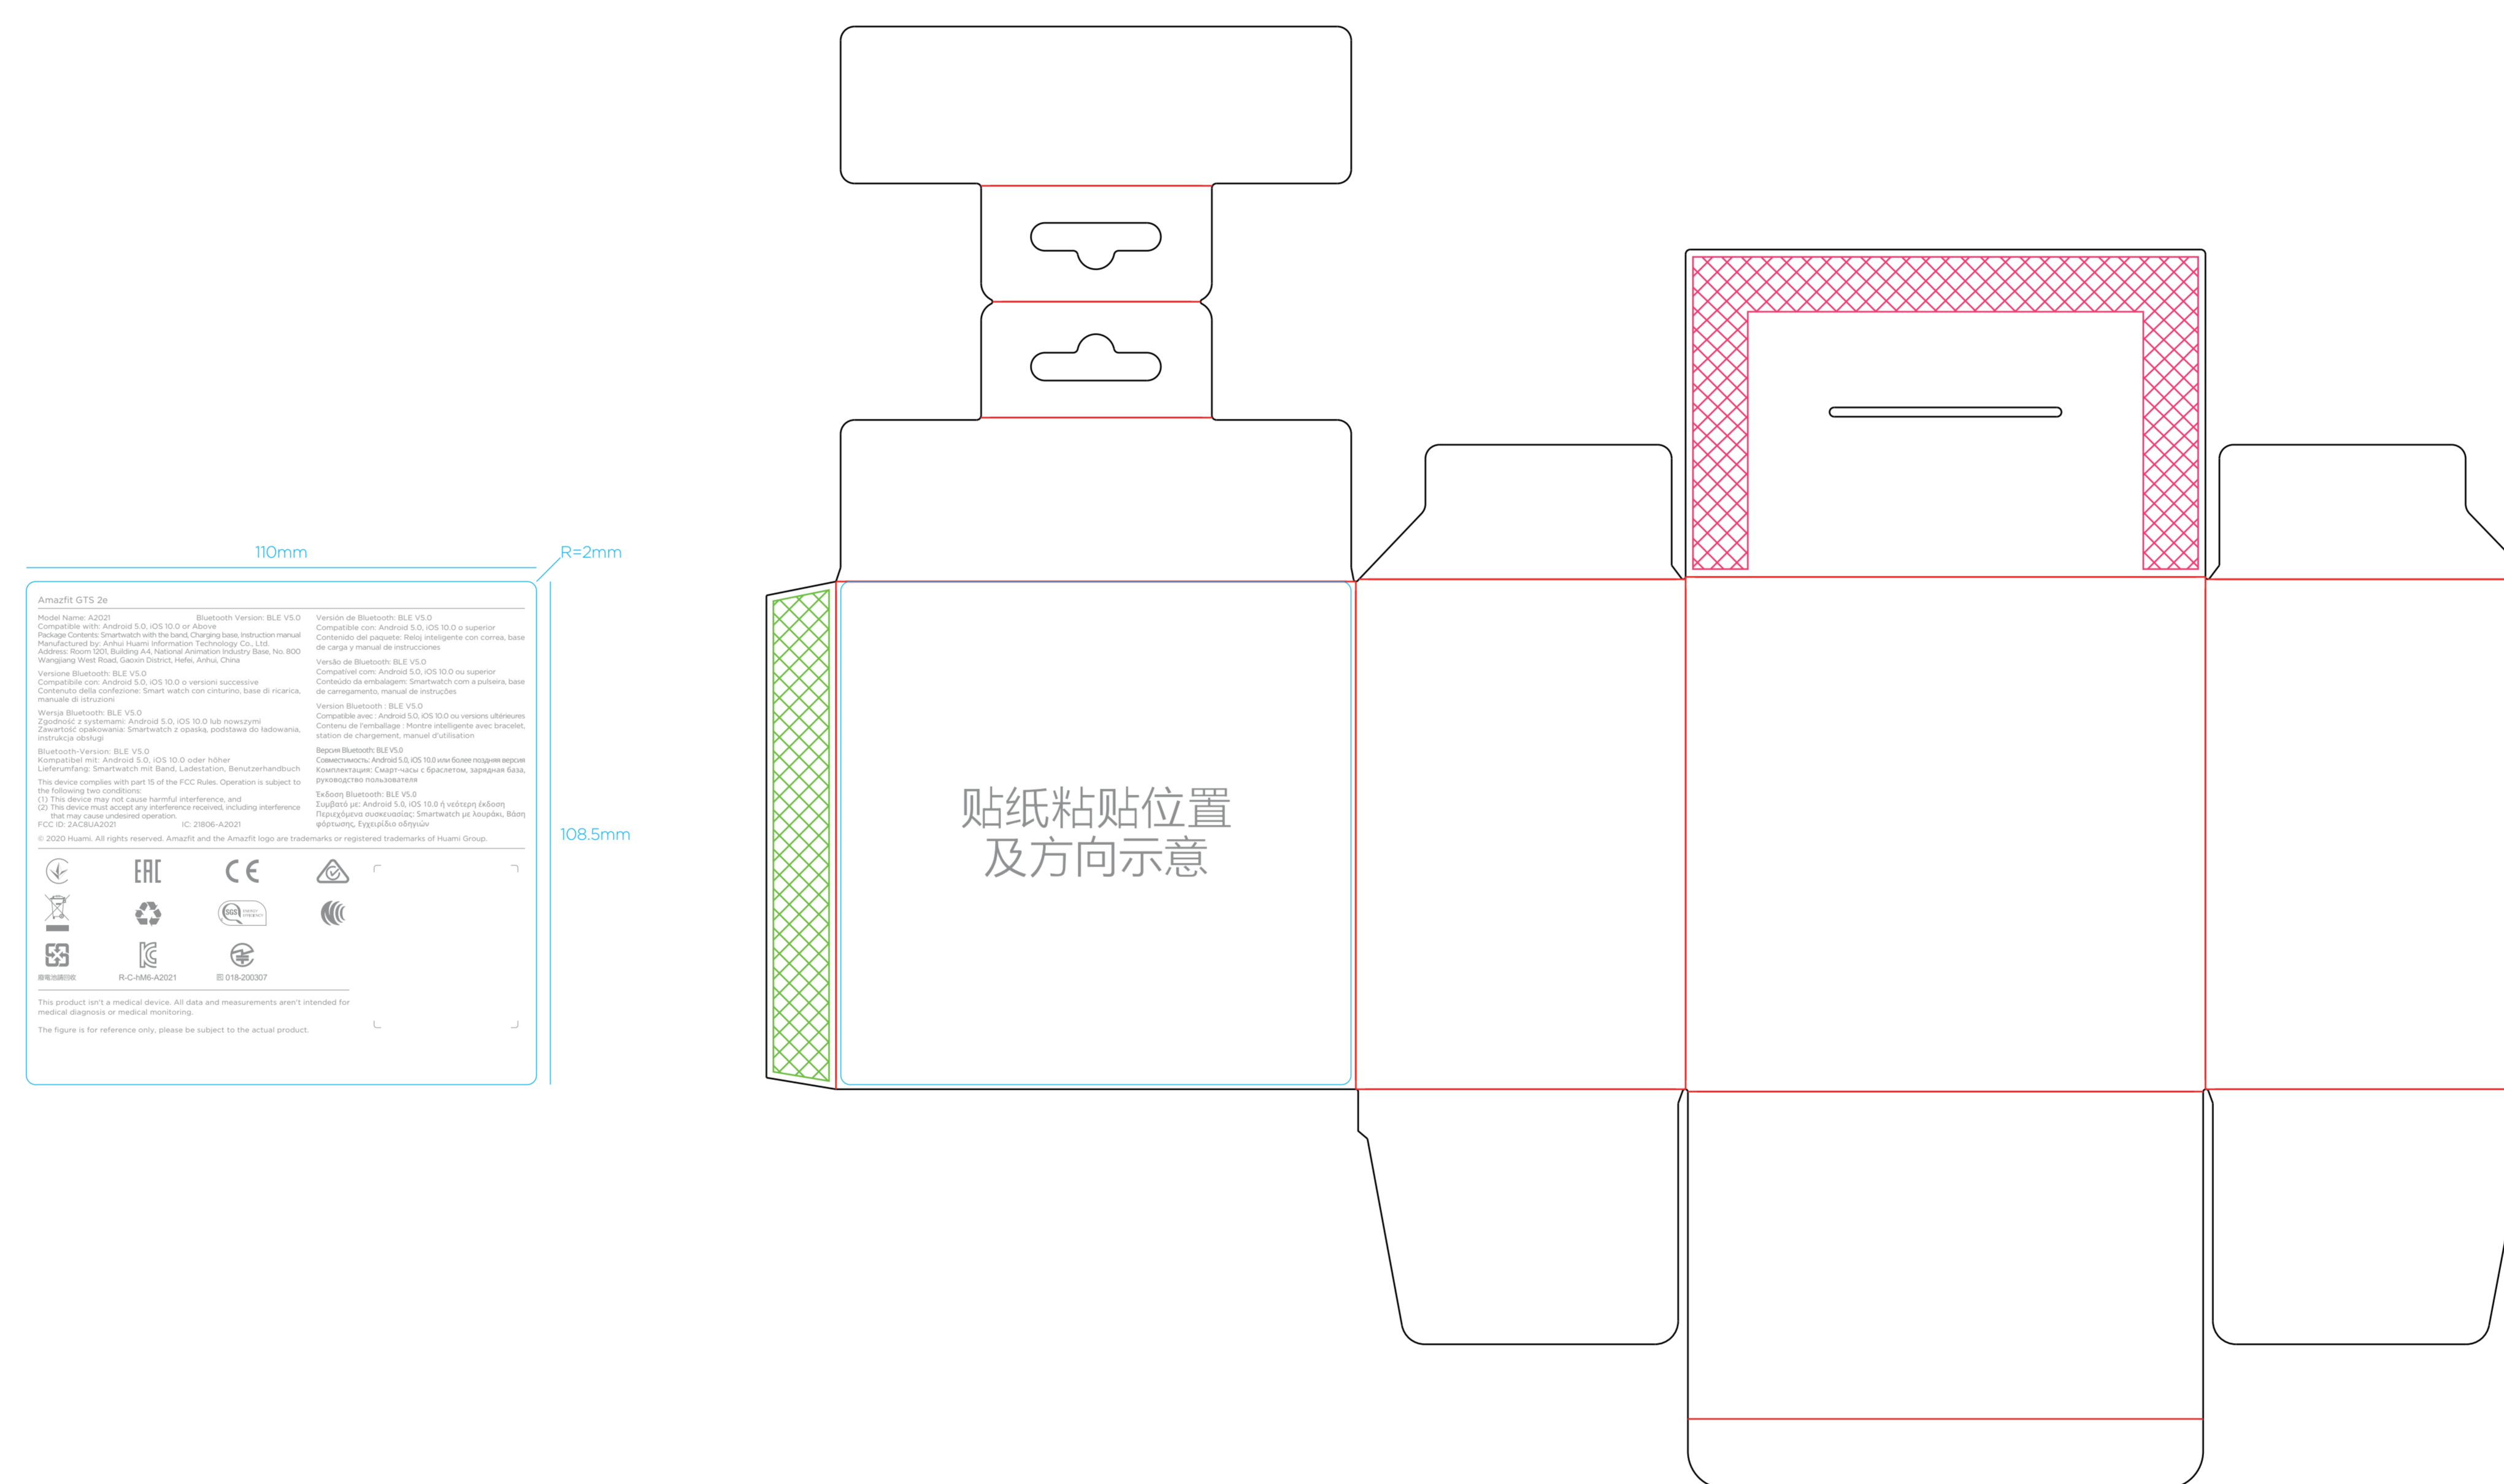 110mm
R=2mm
Amazfit GTS 2e
Model Name: A2021 Bluetooth Version: BLE V5.0
Compatible with: Android 5.0, iOS 10.0 or Above
Package Contents: Smartwatch with the band, Charging base, Instruction manual
Manufactured by: Anhui Huami Information Technology Co., Ltd.
Address: Room 1201, Building A4, National Animation Industry Base, No. 800
Wangjiang West Road, Gaoxin District, Hefei, Anhui, China
Versione Bluetooth: BLE V5.0
Compatibile con: Android 5.0, iOS 10.0 o versioni successive
Contenuto della confezione: Smart watch con cinturino, base di ricarica,
manuale di istruzioni
Wersja Bluetooth: BLE V5.0
Zgodność z systemami: Android 5.0, iOS 10.0 lub nowszymi
Zawartość opakowania: Smartwatch z opaską, podstawa do ładowania,
instrukcja obsługi
Bluetooth-Version: BLE V5.0
Kompatibel mit: Android 5.0, iOS 10.0 oder höher
Lieferumfang: Smartwatch mit Band, Ladestation, Benutzerhandbuch
This device complies with part 15 of the FCC Rules. Operation is subject to
the following two conditions:
(1) This device may not cause harmful interference, and
(2) This device must accept any interference received, including interference
that may cause undesired operation.
FCC ID: 2AC8UA2021 IC: 21806-A2021
Versión de Bluetooth: BLE V5.0
Compatible con: Android 5.0, iOS 10.0 o superior
Contenido del paquete: Reloj inteligente con correa, base
de carga y manual de instrucciones
Versão de Bluetooth: BLE V5.0
Compatível com: Android 5.0, iOS 10.0 ou superior
Conteúdo da embalagem: Smartwatch com a pulseira, base
de carregamento, manual de instruções
Version Bluetooth : BLE V5.0
Compatible avec : Android 5.0, iOS 10.0 ou versions ultérieures
Contenu de l'emballage : Montre intelligente avec bracelet,
station de chargement, manuel d'utilisation
Версия Bluetooth: BLE V5.0
Совместимость: Android 5.0, iOS 10.0 или более поздняя версия
Комплектация: Смарт-часы с браслетом, зарядная база,
руководство пользователя
Έκδοση Bluetooth: BLE V5.0
Συμβατό με: Android 5.0, iOS 10.0 ή νεότερη έκδοση
Περιεχόμενα συσκευασίας: Smartwatch με λουράκι, Βάση
φόρτωσης, Εγχειρίδιο οδηγιών
© 2020 Huami. All rights reserved. Amazfit and the Amazfit logo are trademarks or registered trademarks of Huami Group.
EAC CE
SGS ENERGY
EFFICIENCY
廢電池請回收 R-C-hM6-A2021 018-200307
This product isn't a medical device. All data and measurements aren't intended for
medical diagnosis or medical monitoring.
The figure is for reference only, please be subject to the actual product.
108.5mm
贴纸粘贴位置
及方向示意